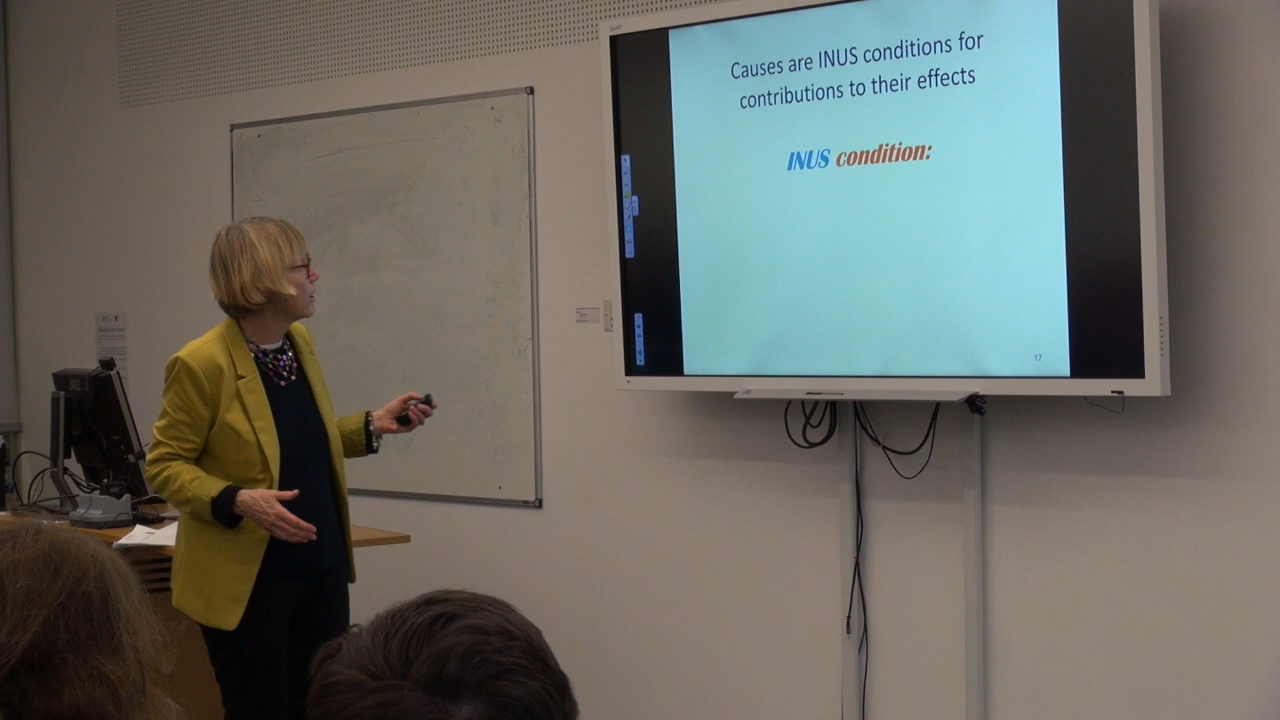 Causes are INUS conditions for
contributions to their effects
INUS condition:
17